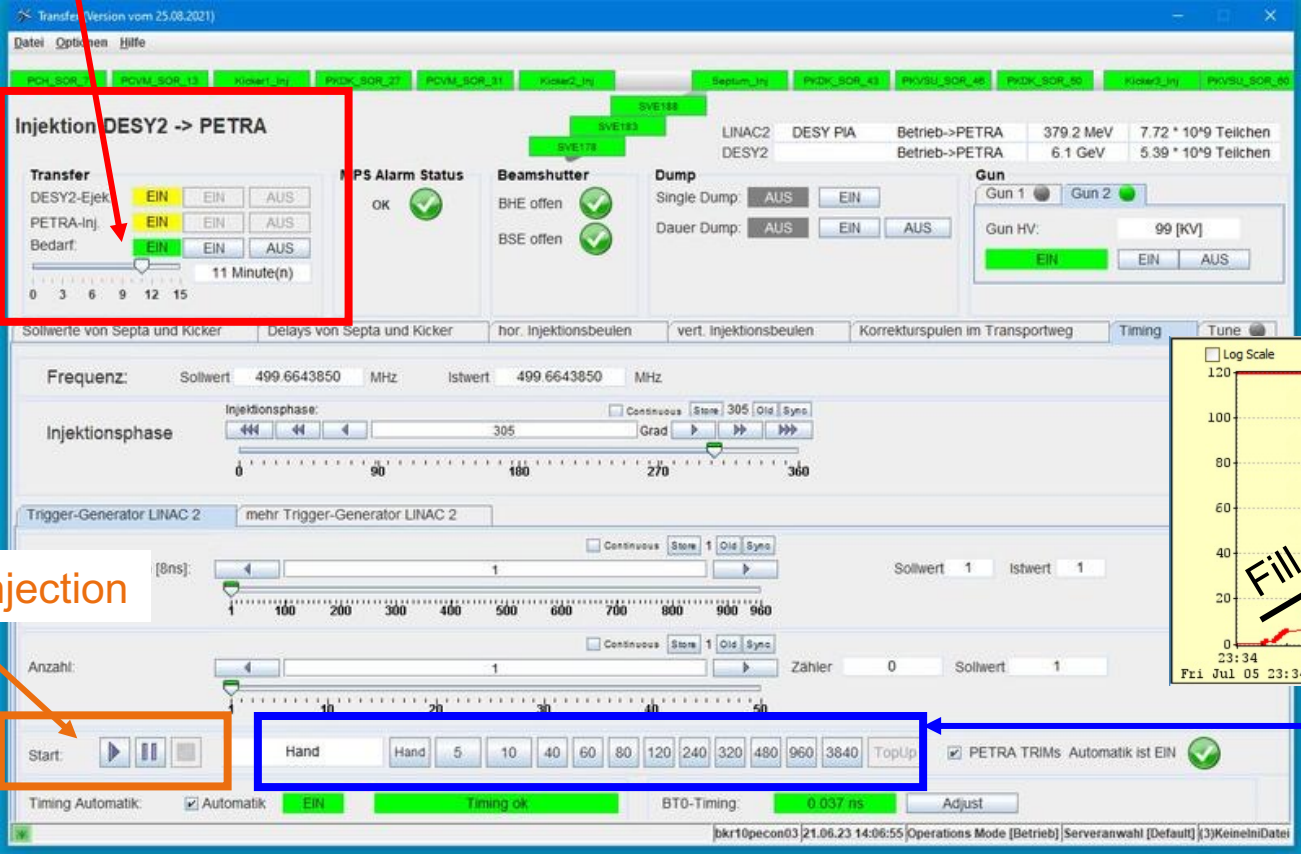 Transfer (Version vom 25.08.2021)
Datei Optionen Hilfe
PCVM_SOR_13 Kicker1_Inj PKDK_SOR_27 PCVM_SOR_31 Kicker2_Inj Septum_Inj PKDK_SOR_43 PKVSU_SOR_46 PKDK_SOR_50 Kicker3_Inj PKVSU_SOR_60
SVE188
SVE183
SVE178
Injektion DESY2 -> PETRA
LINAC2 DESY PIA Betrieb->PETRA 379.2 MeV 7.72 * 10^9 Teilchen
DESY2 Betrieb->PETRA 6.1 GeV 5.39 * 10^9 Teilchen
Transfer MPS Alarm Status Beamshutter Dump Gun
DESY2-Ejek. EIN EIN AUS
PETRA-Inj. EIN EIN AUS
Bedarf: EIN EIN AUS
11 Minute(n)
0 3 6 9 12 15
OK
BHE offen
BSE offen
Single Dump: AUS EIN
Dauer Dump: AUS EIN AUS
Gun 1 Gun 2
Gun HV: 99 [KV]
EIN EIN AUS
Sollwerte von Septa und Kicker Delays von Septa und Kicker hor. Injektionsbeulen vert. Injektionsbeulen Korrekturspulen im Transportweg Timing Tune
Frequenz: Sollwert 499.6643850 MHz Istwert 499.6643850 MHz
Injektionsphase:
Continuous Store 305 Old Sync
Injektionsphase 305 Grad
0 90 180 270 360
Trigger-Generator LINAC 2 mehr Trigger-Generator LINAC 2
Continuous Store 1 Old Sync
[8ns]: 1 Sollwert 1 Istwert 1
1 100 200 300 400 500 600 700 800 900 960
njection
Continuous Store 1 Old Sync
Anzahl: 1 Zähler 0 Sollwert 1
1 10 20 30 40 50
Start: Hand Hand 5 10 40 60 80 120 240 320 480 960 3840 TopUp PETRA TRIMs Automatik ist EIN
Timing Automatik: Automatik EIN Timing ok BT0-Timing: 0.037 ns Adjust
bkr10pecon03 21.06.23 14:06:55 Operations Mode [Betrieb] Serveranwahl [Default] (3)KeineIniDatei
Log Scale
120
100
80
60
40
20
0
Fill
23:34
Fri Jul 05 23:34